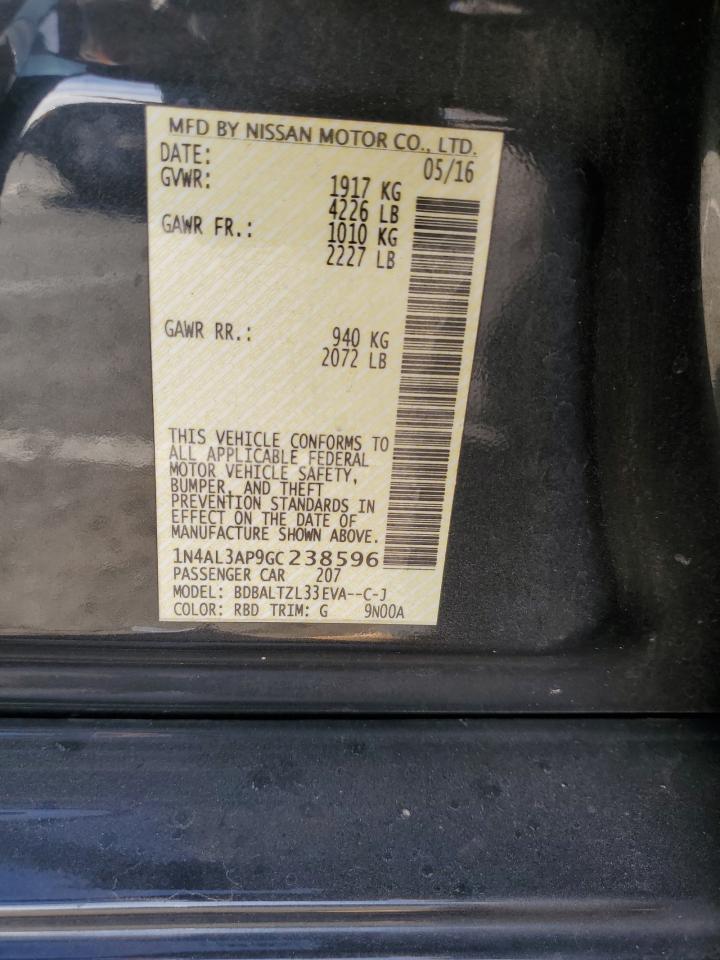 MFD BY NISSAN MOTOR CO., LTD.
DATE: 05/16
GVWR: 1917 KG
4226 LB
GAWR FR.: 1010 KG
2227 LB
GAWR RR.: 940 KG
2072 LB
THIS VEHICLE CONFORMS TO
ALL APPLICABLE FEDERAL
MOTOR VEHICLE SAFETY,
BUMPER, AND THEFT
PREVENTION STANDARDS IN
EFFECT ON THE DATE OF
MANUFACTURE SHOWN ABOVE.
1N4AL3AP9GC238596
PASSENGER CAR 207
MODEL: BDBALTZL33EVA--C-J
COLOR: RBD TRIM: G 9N00A